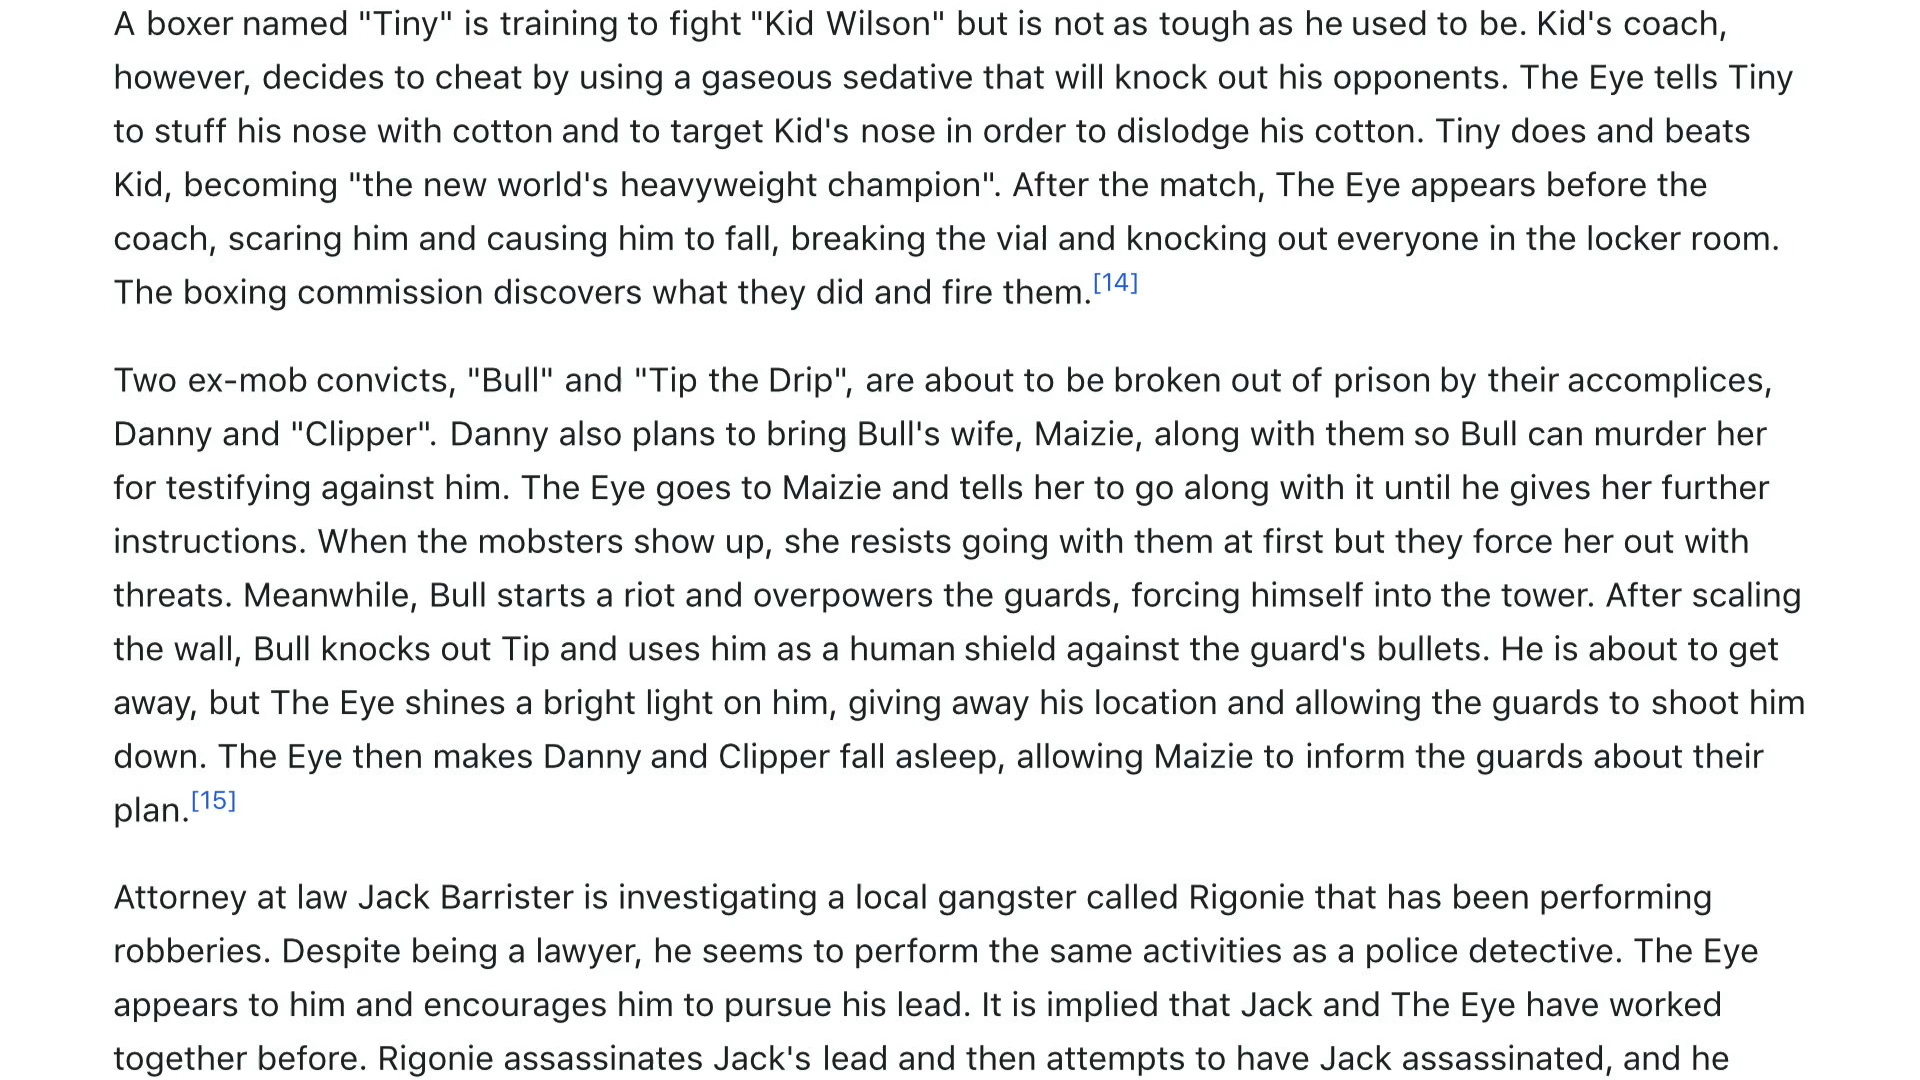 A boxer named "Tiny" is training to fight "Kid Wilson" but is not as tough as he used to be. Kid's coach,
however, decides to cheat by using a gaseous sedative that will knock out his opponents. The Eye tells Tiny
to stuff his nose with cotton and to target Kid's nose in order to dislodge his cotton. Tiny does and beats
Kid, becoming "the new world's heavyweight champion". After the match, The Eye appears before the
coach, scaring him and causing him to fall, breaking the vial and knocking out everyone in the locker room.
The boxing commission discovers what they did and fire them.[14]
Two ex-mob convicts, "Bull" and "Tip the Drip", are about to be broken out of prison by their accomplices,
Danny and "Clipper". Danny also plans to bring Bull's wife, Maizie, along with them so Bull can murder her
for testifying against him. The Eye goes to Maizie and tells her to go along with it until he gives her further
instructions. When the mobsters show up, she resists going with them at first but they force her out with
threats. Meanwhile, Bull starts a riot and overpowers the guards, forcing himself into the tower. After scaling
the wall, Bull knocks out Tip and uses him as a human shield against the guard's bullets. He is about to get
away, but The Eye shines a bright light on him, giving away his location and allowing the guards to shoot him
down. The Eye then makes Danny and Clipper fall asleep, allowing Maizie to inform the guards about their
plan.[15]
Attorney at law Jack Barrister is investigating a local gangster called Rigonie that has been performing
robberies. Despite being a lawyer, he seems to perform the same activities as a police detective. The Eye
appears to him and encourages him to pursue his lead. It is implied that Jack and The Eye have worked
together before. Rigonie assassinates Jack's lead and then attempts to have Jack assassinated, and he